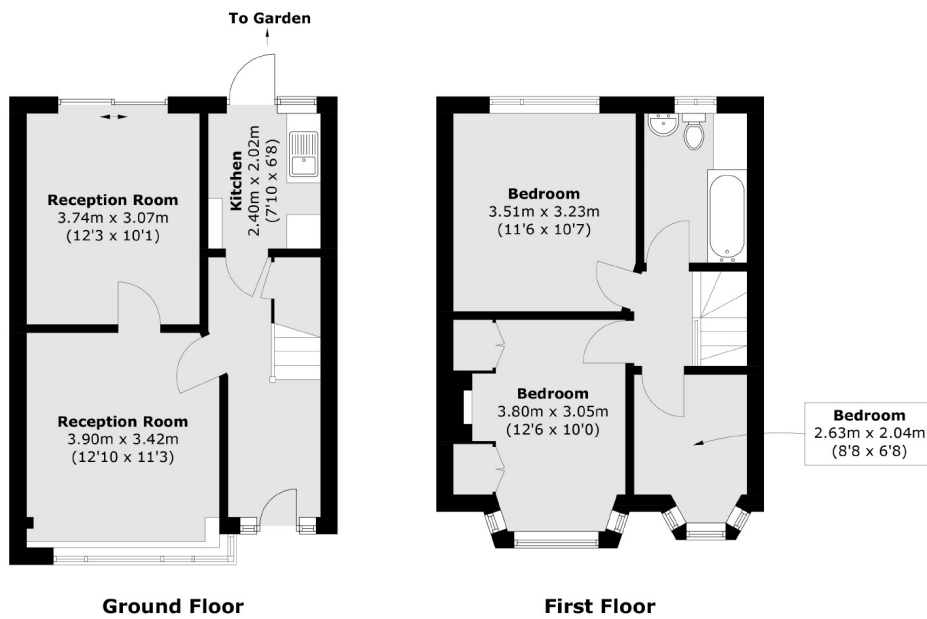 To Garden
Reception Room
3.74m x 3.07m
(12'3 x 10'1)
Kitchen
2.40m x 2.02m
(7'10 x 6'8)
Reception Room
3.90m x 3.42m
(12'10 x 11'3)
Ground Floor
Bedroom
3.51m x 3.23m
(11'6 x 10'7)
Bedroom
3.80m x 3.05m
(12'6 x 10'0)
Bedroom
2.63m x 2.04m
(8'8 x 6'8)
First Floor